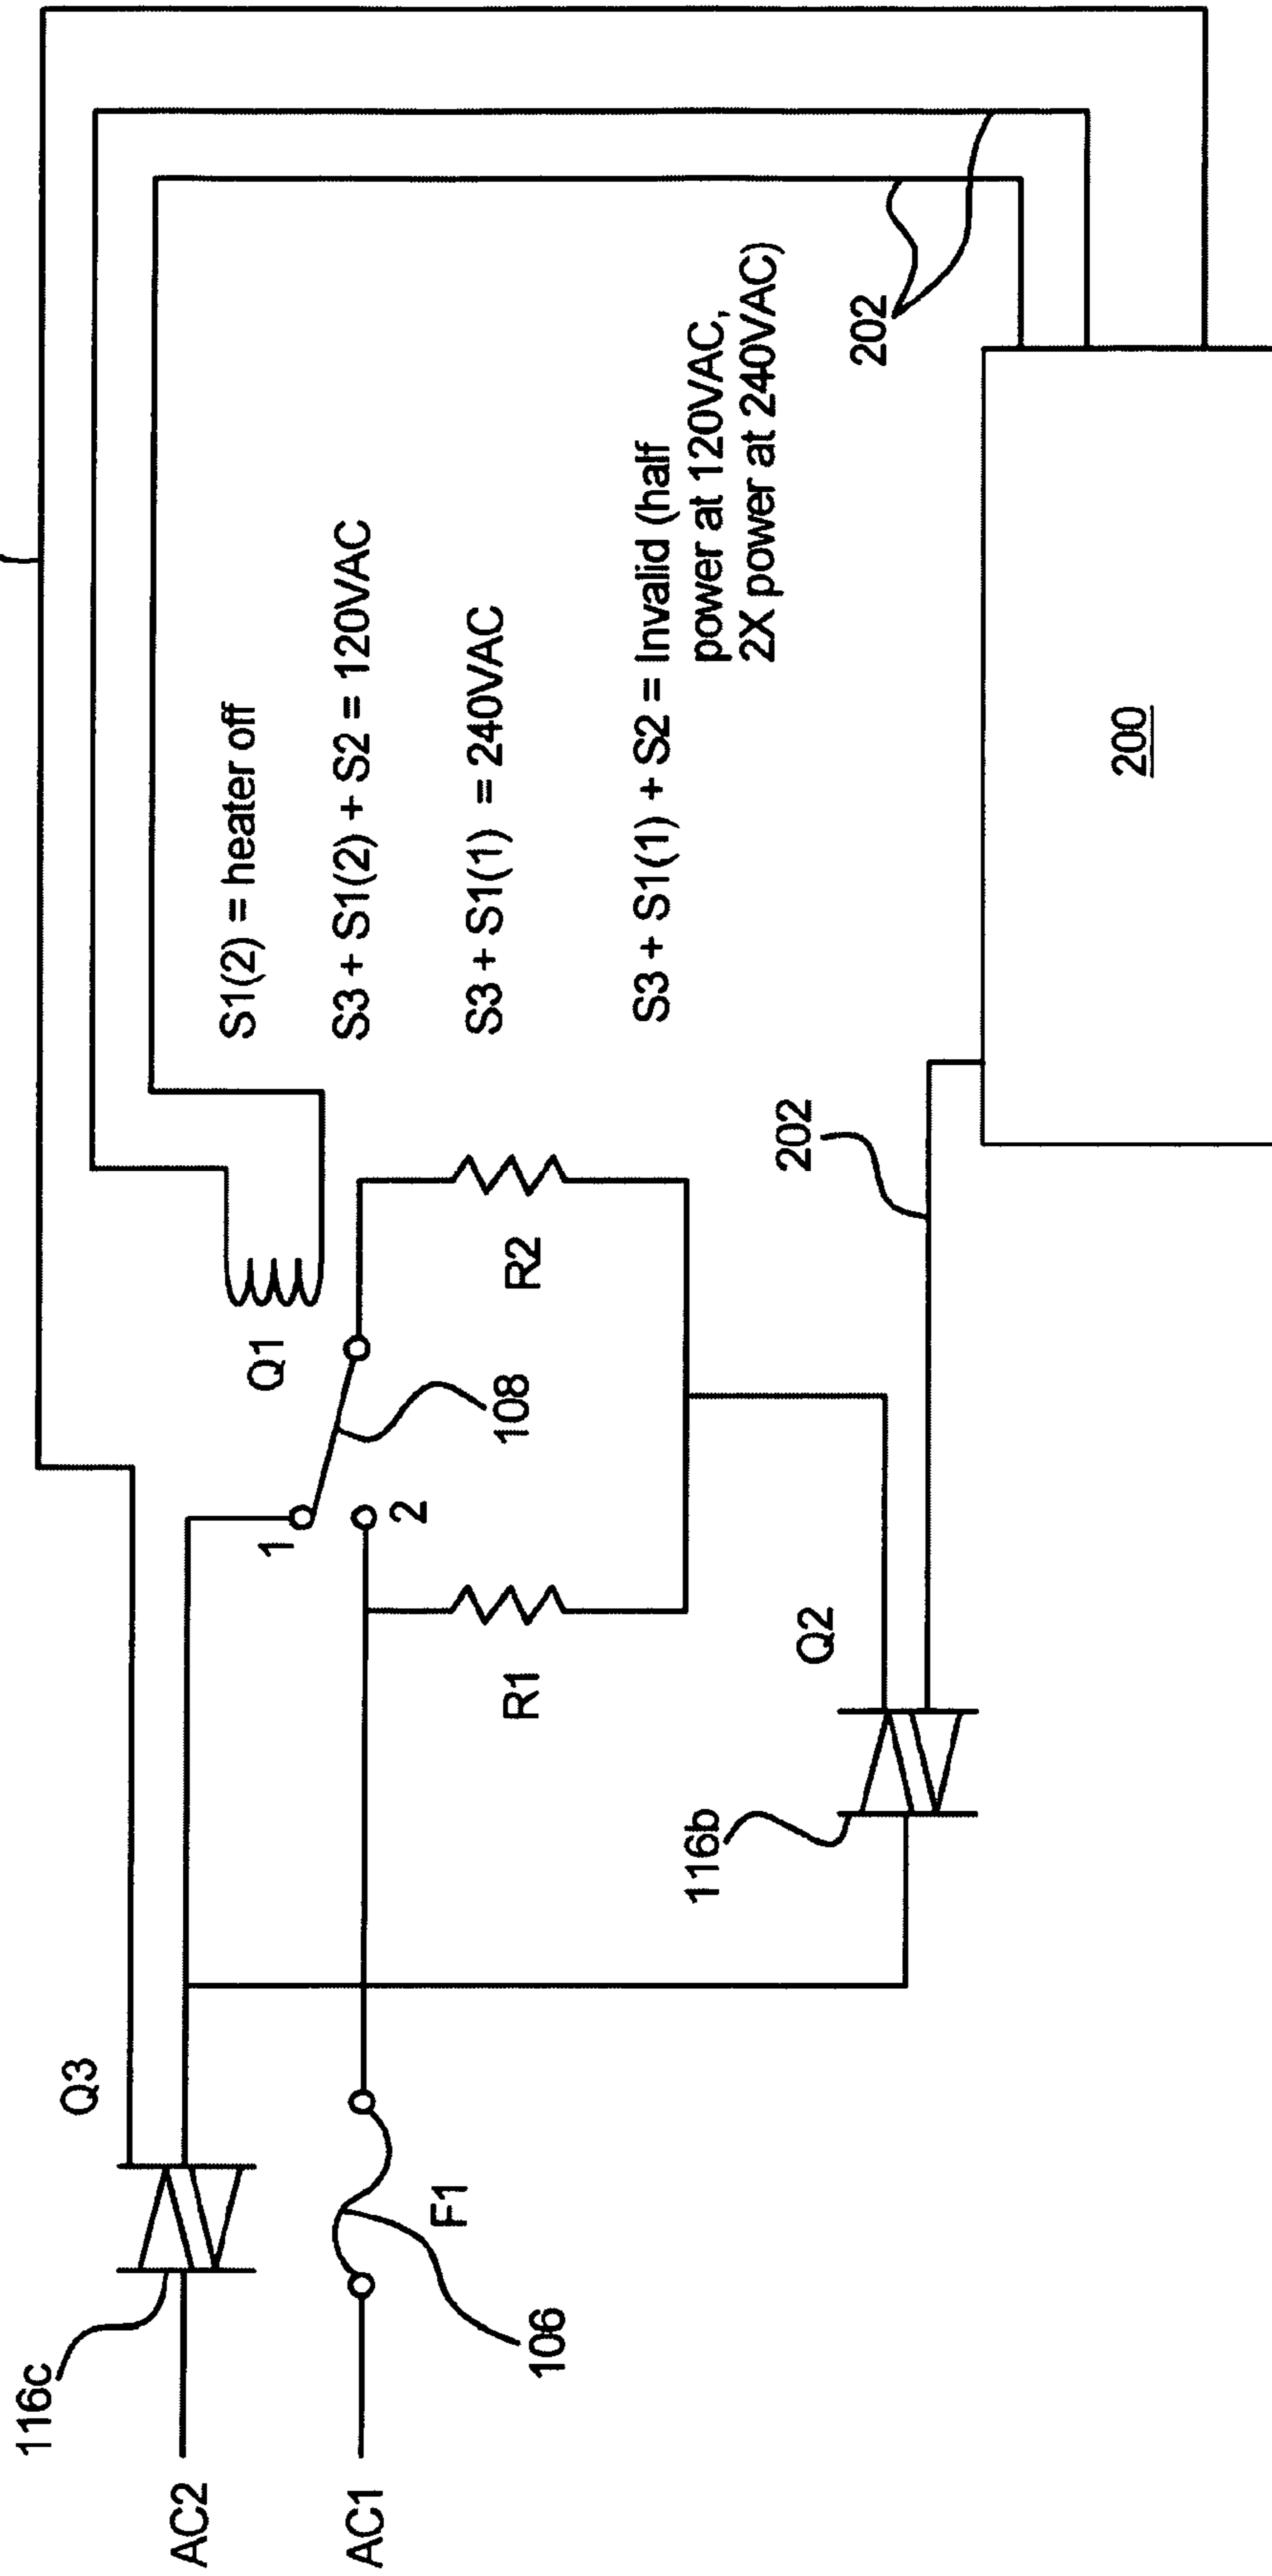 116c
Q3
AC2
AC1
106
F1
1
2
108
Q1
R1
R2
116b
Q2
202
S1(2) = heater off
S3 + S1(2) + S2 = 120VAC
S3 + S1(1) = 240VAC
S3 + S1(1) + S2 = Invalid (half
power at 120VAC,
2X power at 240VAC)
202
200